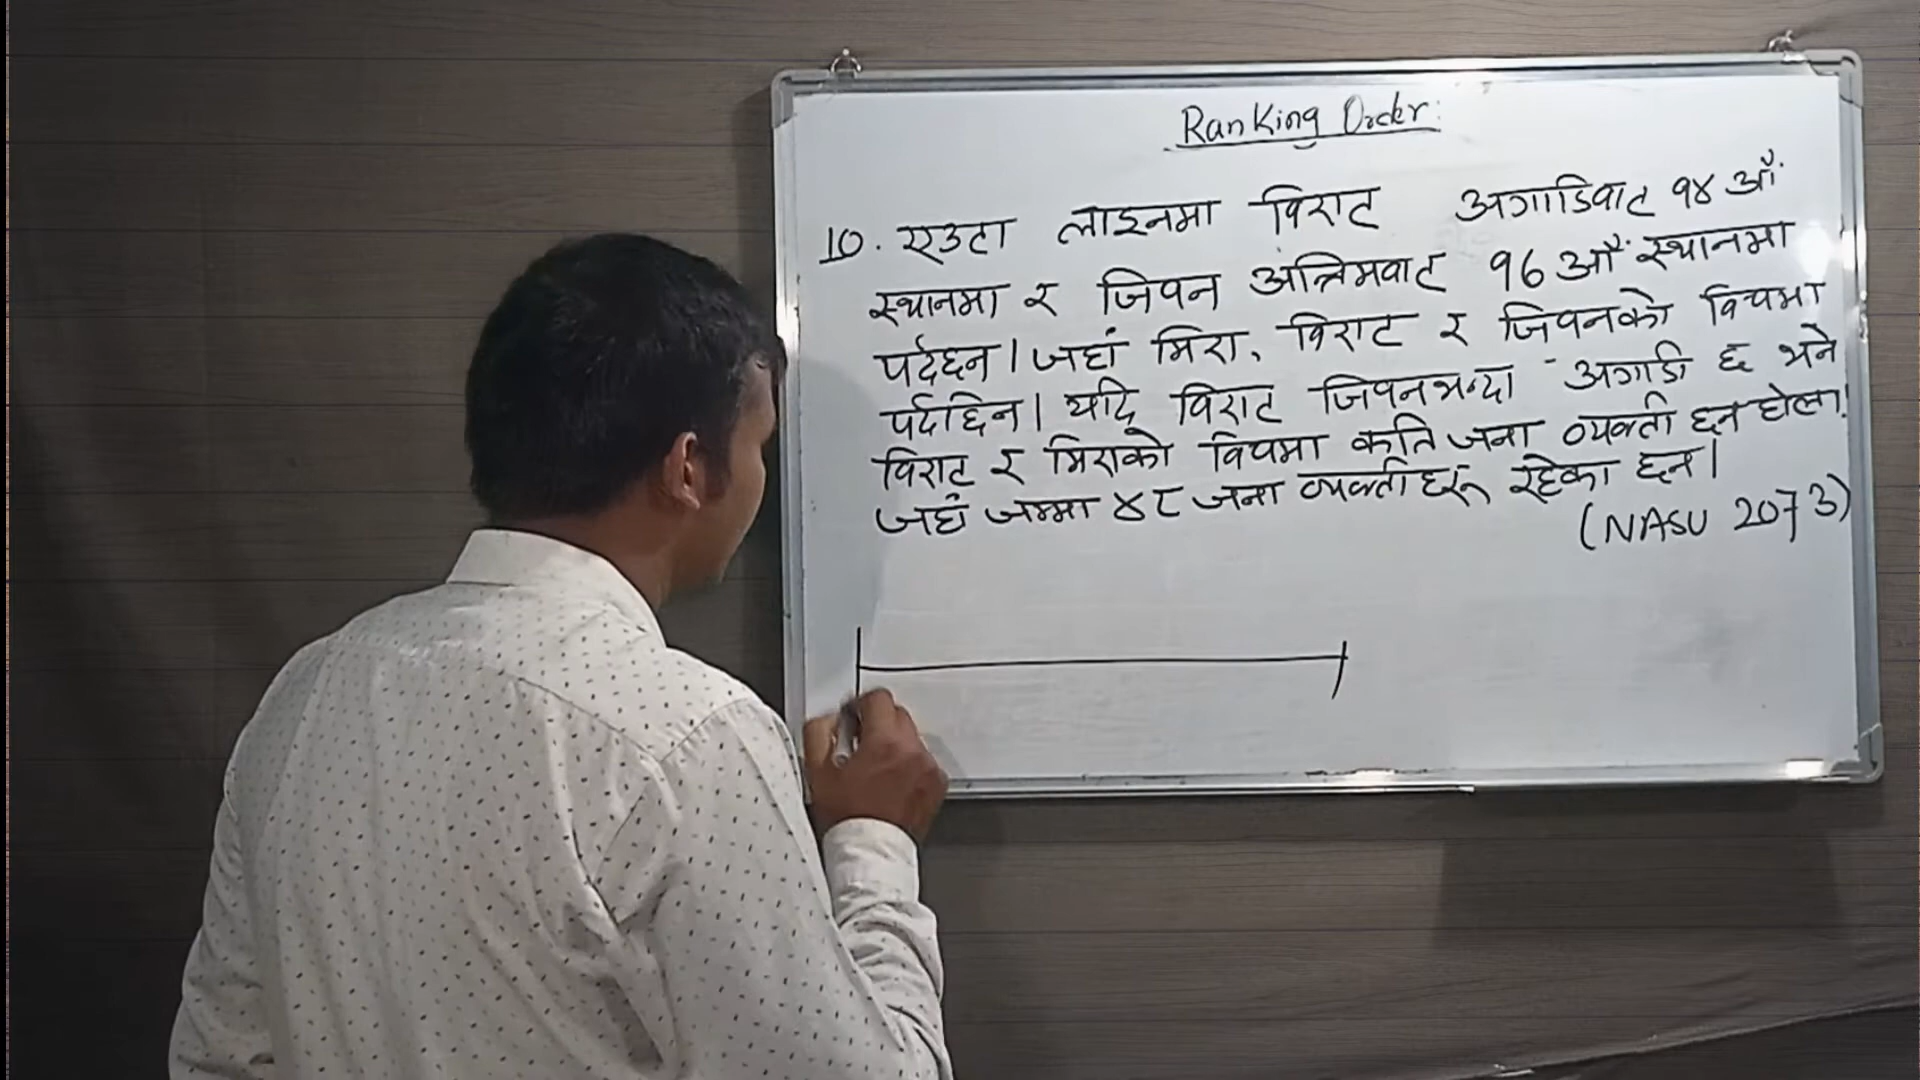 Ranking Order:
10. एउटा लाइनमा विराट अगाडिबाट १४ औं
स्थानमा र जिवन अन्तिमबाट १6 औं स्थानमा
पर्दछन । जहां मिरा, विराट र जिवनको विचमा
पर्दछिन । यदि विराट जिवनभन्दा अगाडी छ भने
विराट र मिराको विचमा कति जना व्यक्ती छन होला!
जहां जम्मा ४८ जना व्यक्तीहरू रहेका छन ।
(NASU 2073)